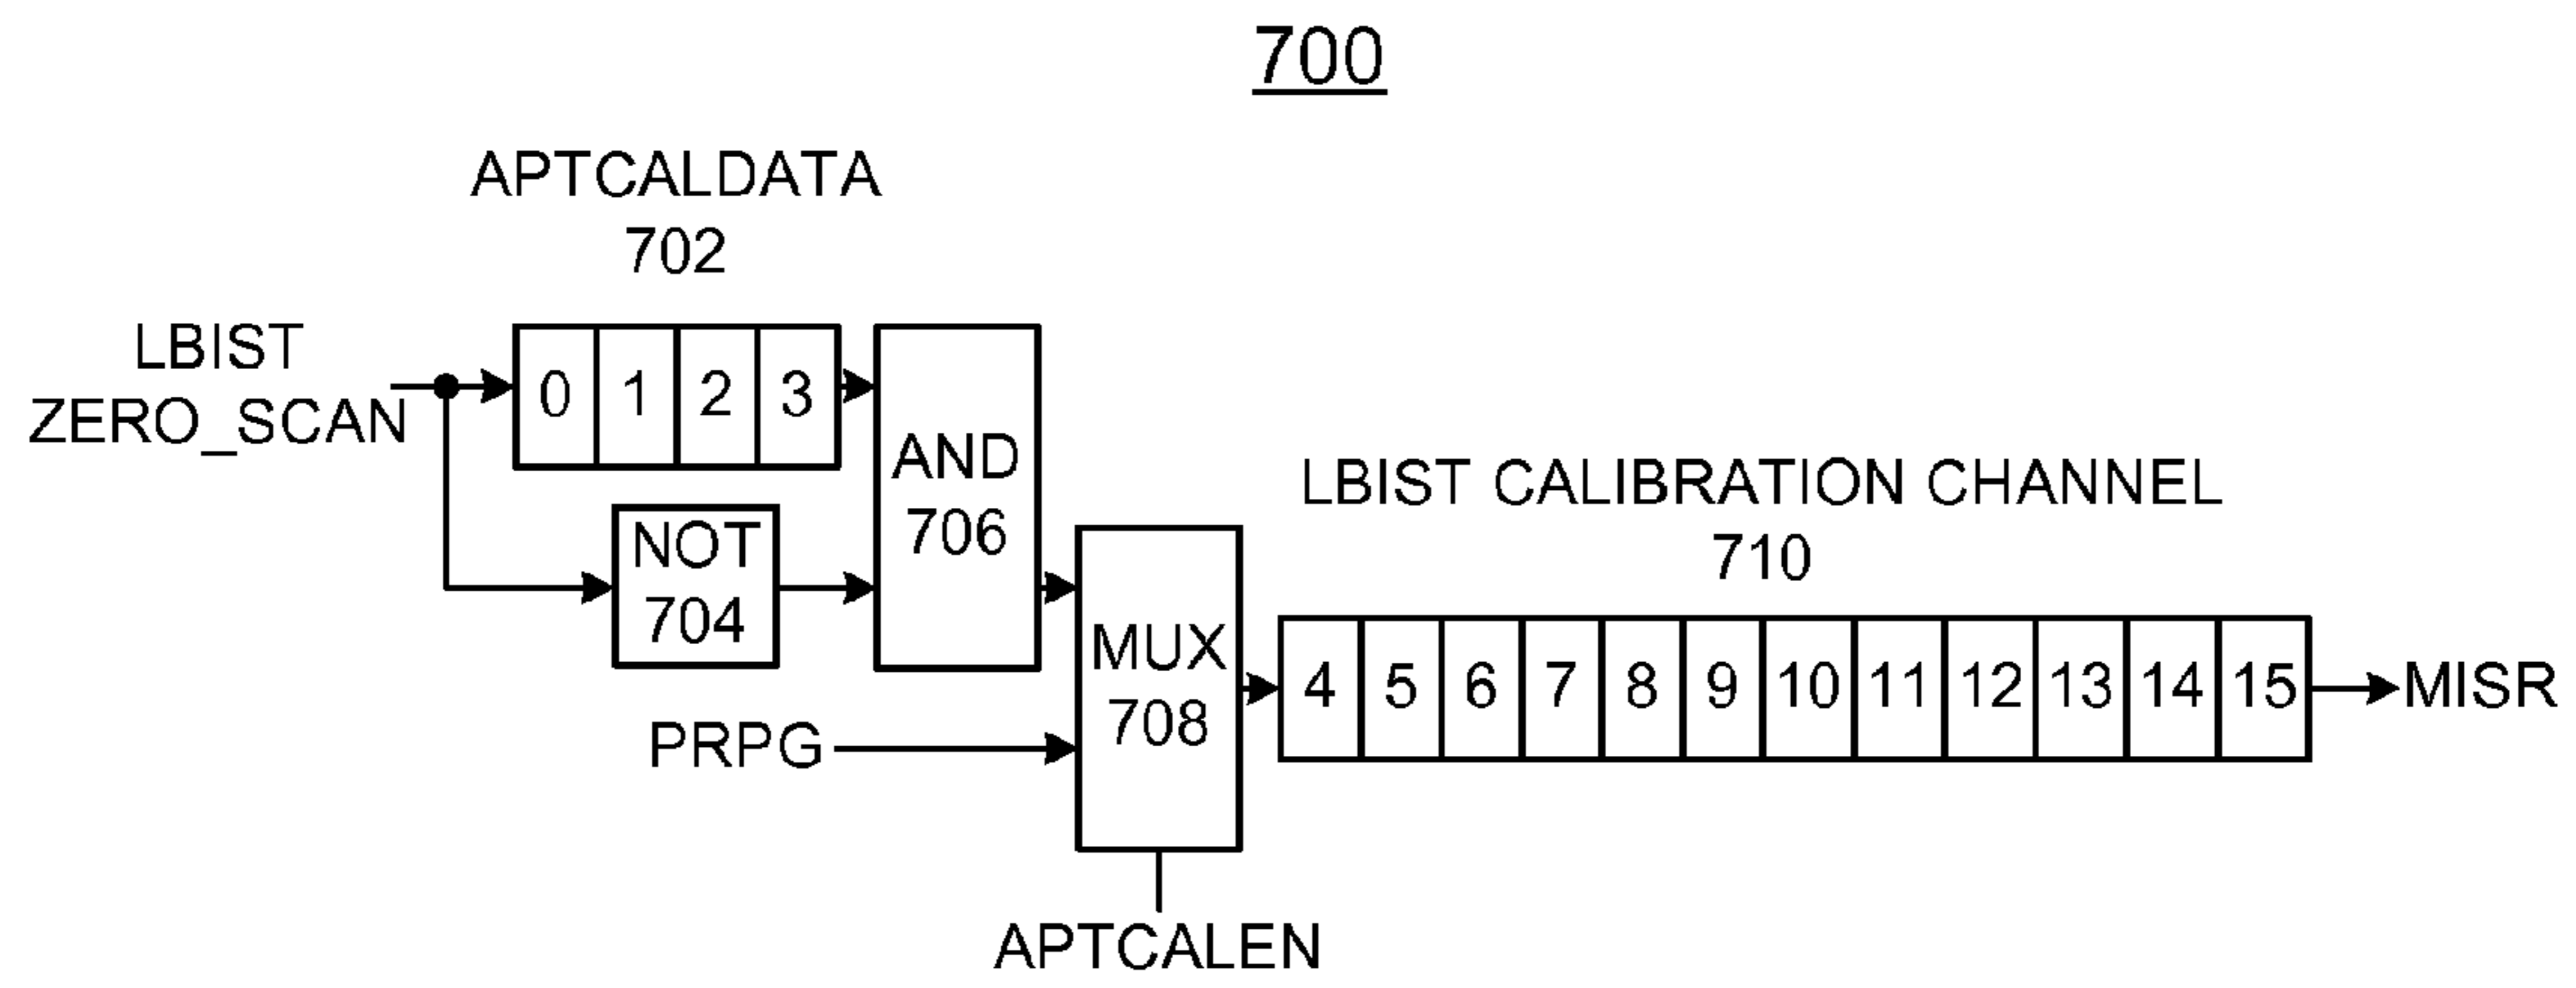 700
APTCALDATA
702
LBIST
ZERO_SCAN
0 1 2 3
AND
706
NOT
704
LBIST CALIBRATION CHANNEL
710
MUX
708
4 5 6 7 8 9 10 11 12 13 14 15
MISR
PRPG
APTCALEN